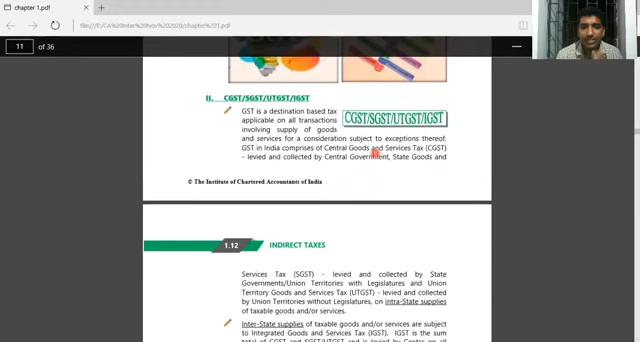 chapter 1.pdf
file:///E:/CA%20Inter%20Nov%202020/chapter%201.pdf
11 of 36
II. CGST/SGST/UTGST/IGST
GST is a destination based tax
applicable on all transactions
involving supply of goods
CGST/SGST/UTGST/IGST
and services for a consideration subject to exceptions thereof.
GST in India comprises of Central Goods and Services Tax (CGST)
- levied and collected by Central Government, State Goods and
© The Institute of Chartered Accountants of India
1.12 INDIRECT TAXES
Services Tax (SGST) - levied and collected by State
Governments/Union Territories with Legislatures and Union
Territory Goods and Services Tax (UTGST) - levied and collected
by Union Territories without Legislatures, on intra-State supplies
of taxable goods and/or services.
Inter-State supplies of taxable goods and/or services are subject
to Integrated Goods and Services Tax (IGST). IGST is the sum
total of CGST and SGST/UTGST and is levied by Centre on all